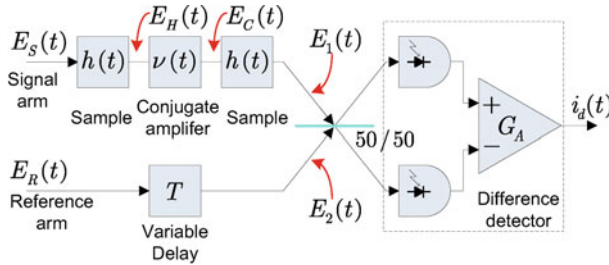 E_H(t) E_C(t)
E_S(t) h(t) ν(t) h(t) E_1(t)
Signal arm
Sample Conjugate amplifer Sample
50/50
+
−
G_A
i_d(t)
E_R(t)
Reference arm
T
Variable Delay
E_2(t)
Difference detector